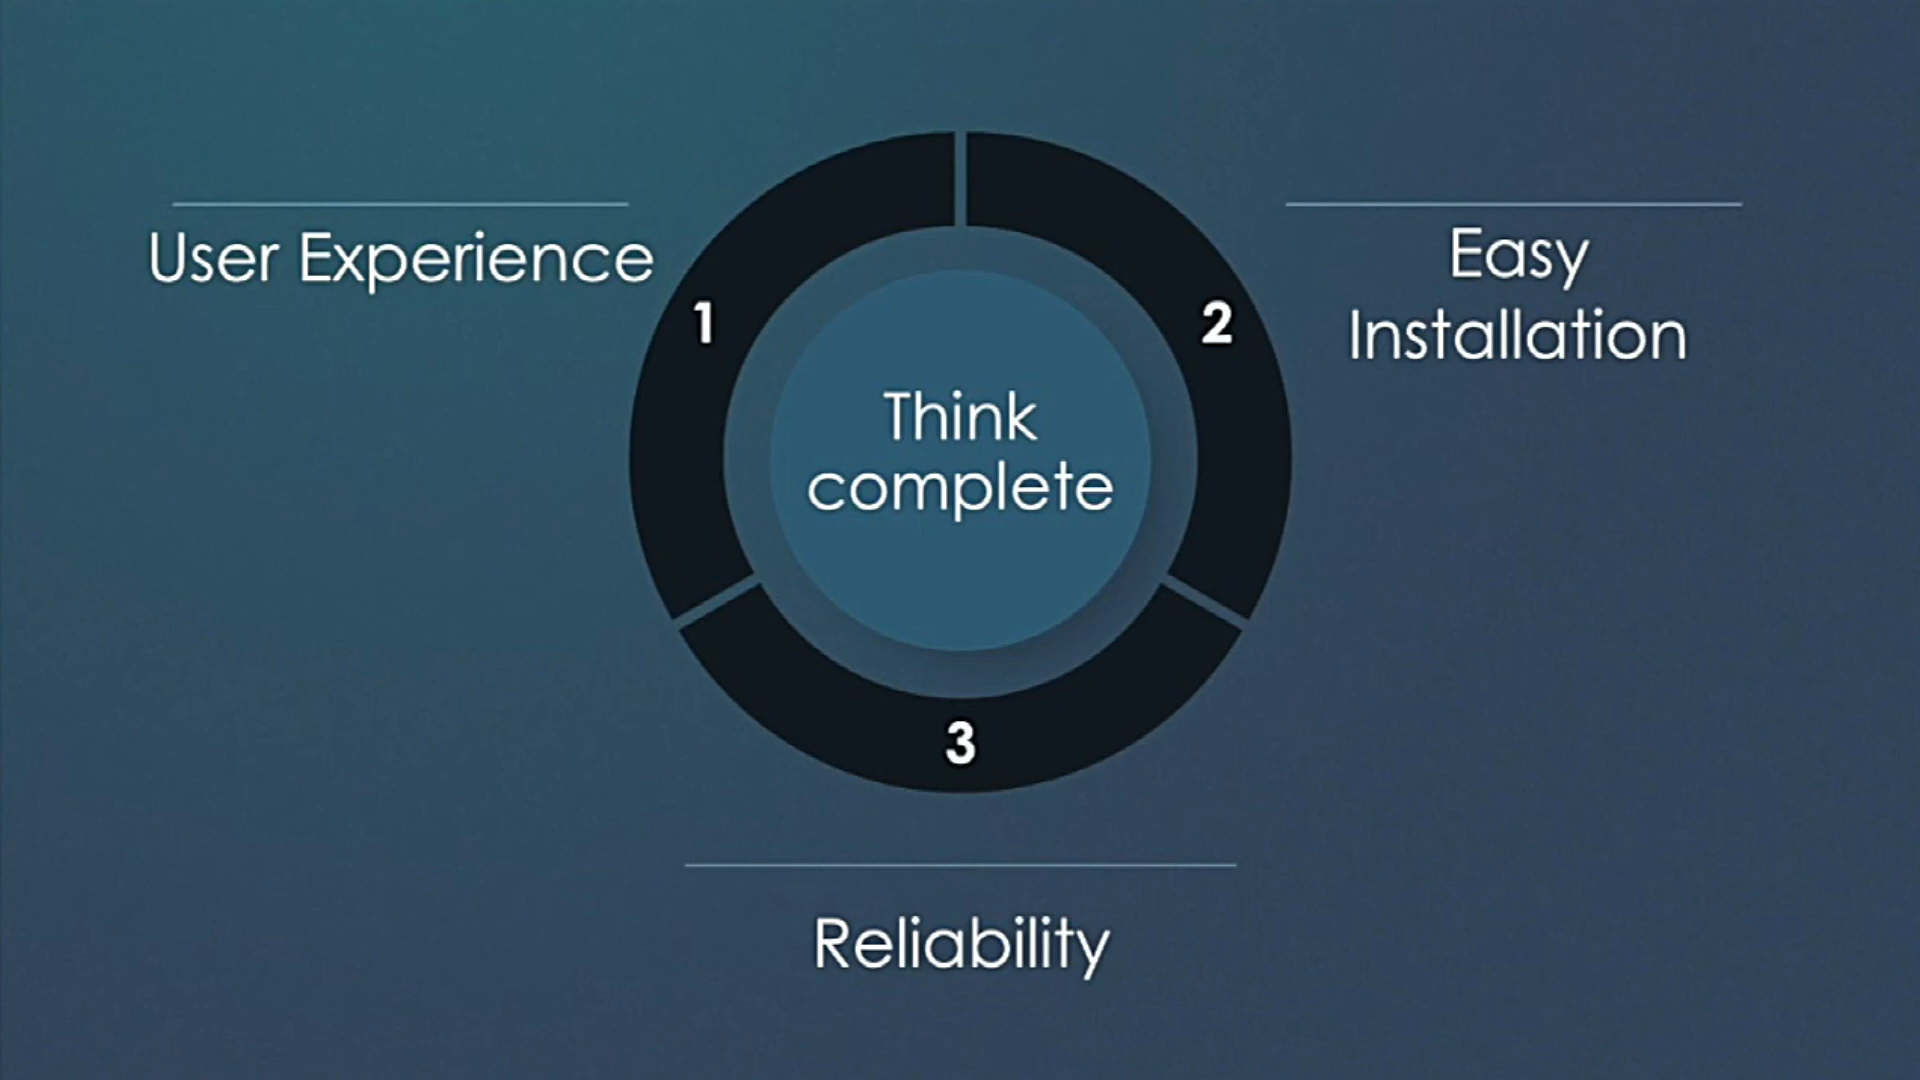 User Experience
1
2
Easy
Installation
Think
complete
3
Reliability